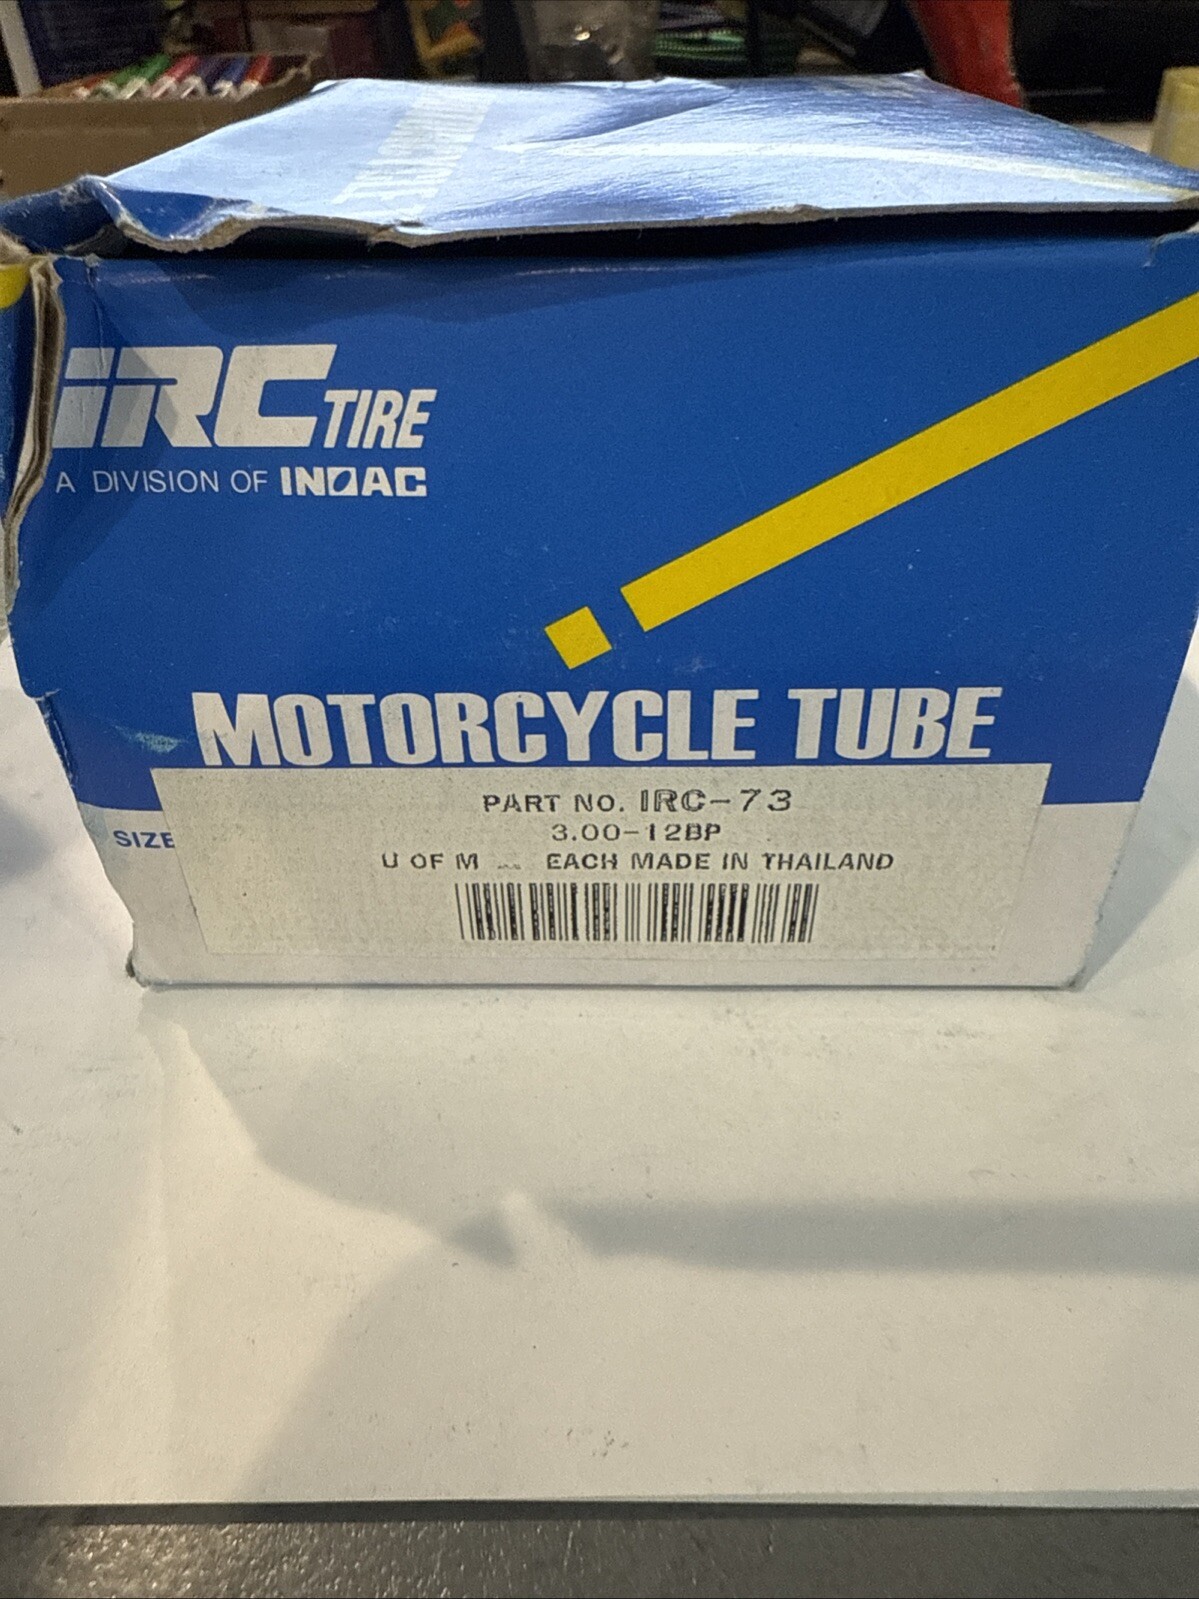 iRC TIRE
A DIVISION OF INOAC
MOTORCYCLE TUBE
PART NO. IRC-73
SIZE
3.00-12BP
U OF M EACH MADE IN THAILAND